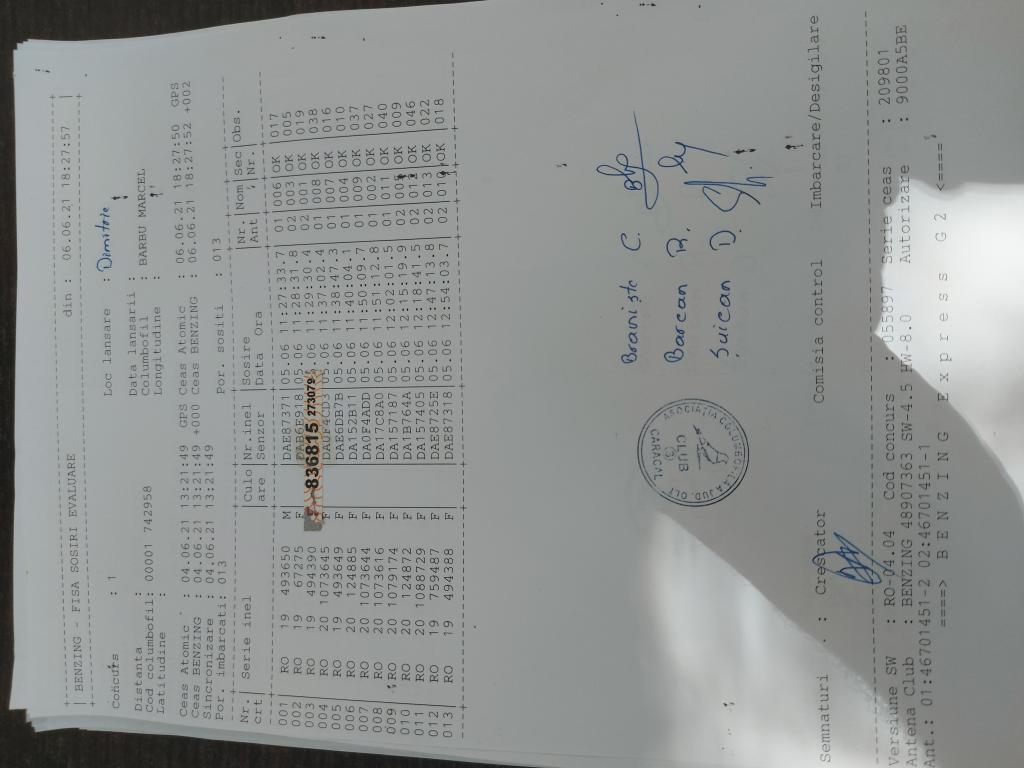 BENZING - FISA SOSIRI EVALUARE din : 06.06.21 18:27:57
Concurs : 1 Loc lansare : Dimitrie
Distanta : Data lansarii :
Cod columbofil: 00001 742958 Columbofil : BARBU MARCEL
Latitudine : Longitudine :
Ceas Atomic : 04.06.21 13:21:49 GPS Ceas Atomic : 06.06.21 18:27:50 GPS
Ceas BENZING : 04.06.21 13:21:49 +000 Ceas BENZING : 06.06.21 18:27:52 +002
Sincronizare : 04.06.21 13:21:49
Por. imbarcati: 013 Por. sositi : 013
Nr. Serie inel Culo Nr.inel Sosire Nr. Nom Sec Obs.
crt are Senzor Data Ora Ant . Nr.
001 RO 19 493650 M DAE87371 05.06 11:27:33.7 02 006 OK 017
002 RO 19 67275 F 05.06 11:28:31.8 02 003 OK 005
003 RO 19 494390 F 05.06 11:30:30.4 02 001 OK 019
004 RO 20 1073645 F 05.06 11:37:02.4 01 008 OK 038
005 RO 19 493649 F DAE6DB7B 05.06 11:38:47.3 01 007 OK 016
006 RO 20 124885 F DA152B11 05.06 11:40:04.1 01 004 OK 010
007 RO 20 1073644 F DA0F4ADD 05.06 11:50:09.7 01 009 OK 037
008 RO 20 1073616 F DA17C8A0 05.06 11:51:12.8 01 002 OK 027
009 RO 20 1079174 F DA157187 05.06 12:02:01.5 01 011 OK 040
010 RO 20 124872 F DA1B764A 05.06 12:15:19.9 02 005 OK 009
011 RO 20 1088729 F DA157405 05.06 12:18:41.5 02 012 OK 046
012 RO 19 759487 F DAE8725E 05.06 12:47:13.8 02 013 OK 022
013 RO 19 494388 F DAE87318 05.06 12:54:03.7 02 010 OK 018
836815 273079
Braniste C.
Barcan R.
Suican D.
ASOCIATIA COLUMBOFILA JUD. OLT
CLUB
CARACAL
Semnaturi : Crescator Comisia control Imbarcare/Desigilare
Versiune SW : RO-04.04 Cod concurs : 055897 Serie ceas : 209801
Antena Club : BENZING 48907363 SW-4.5 HW-8.0 Autorizare : 9000A5BE
Ant.: 01:46701451-2 02:46701451-1
====> B E N Z I N G E x p r e s s G 2 <====